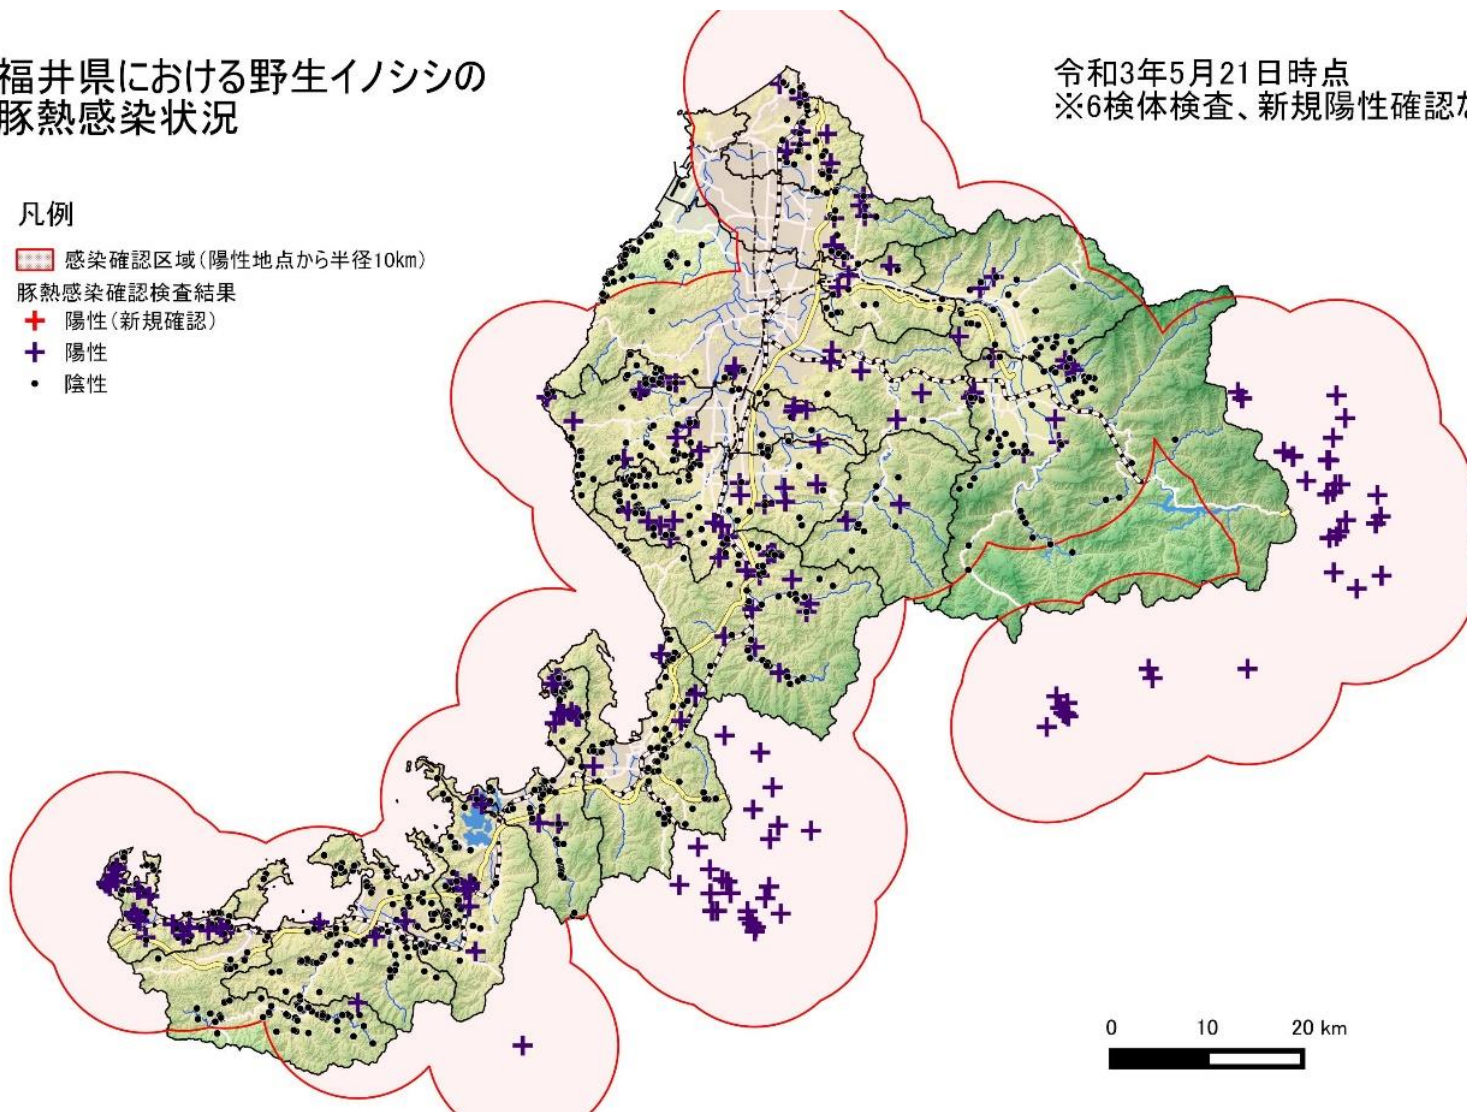 福井県における野生イノシシの
豚熱感染状況
令和3年5月21日時点
※6検体検査、新規陽性確認な
凡例
感染確認区域(陽性地点から半径10km)
豚熱感染確認検査結果
陽性(新規確認)
陽性
陰性
0 10 20 km